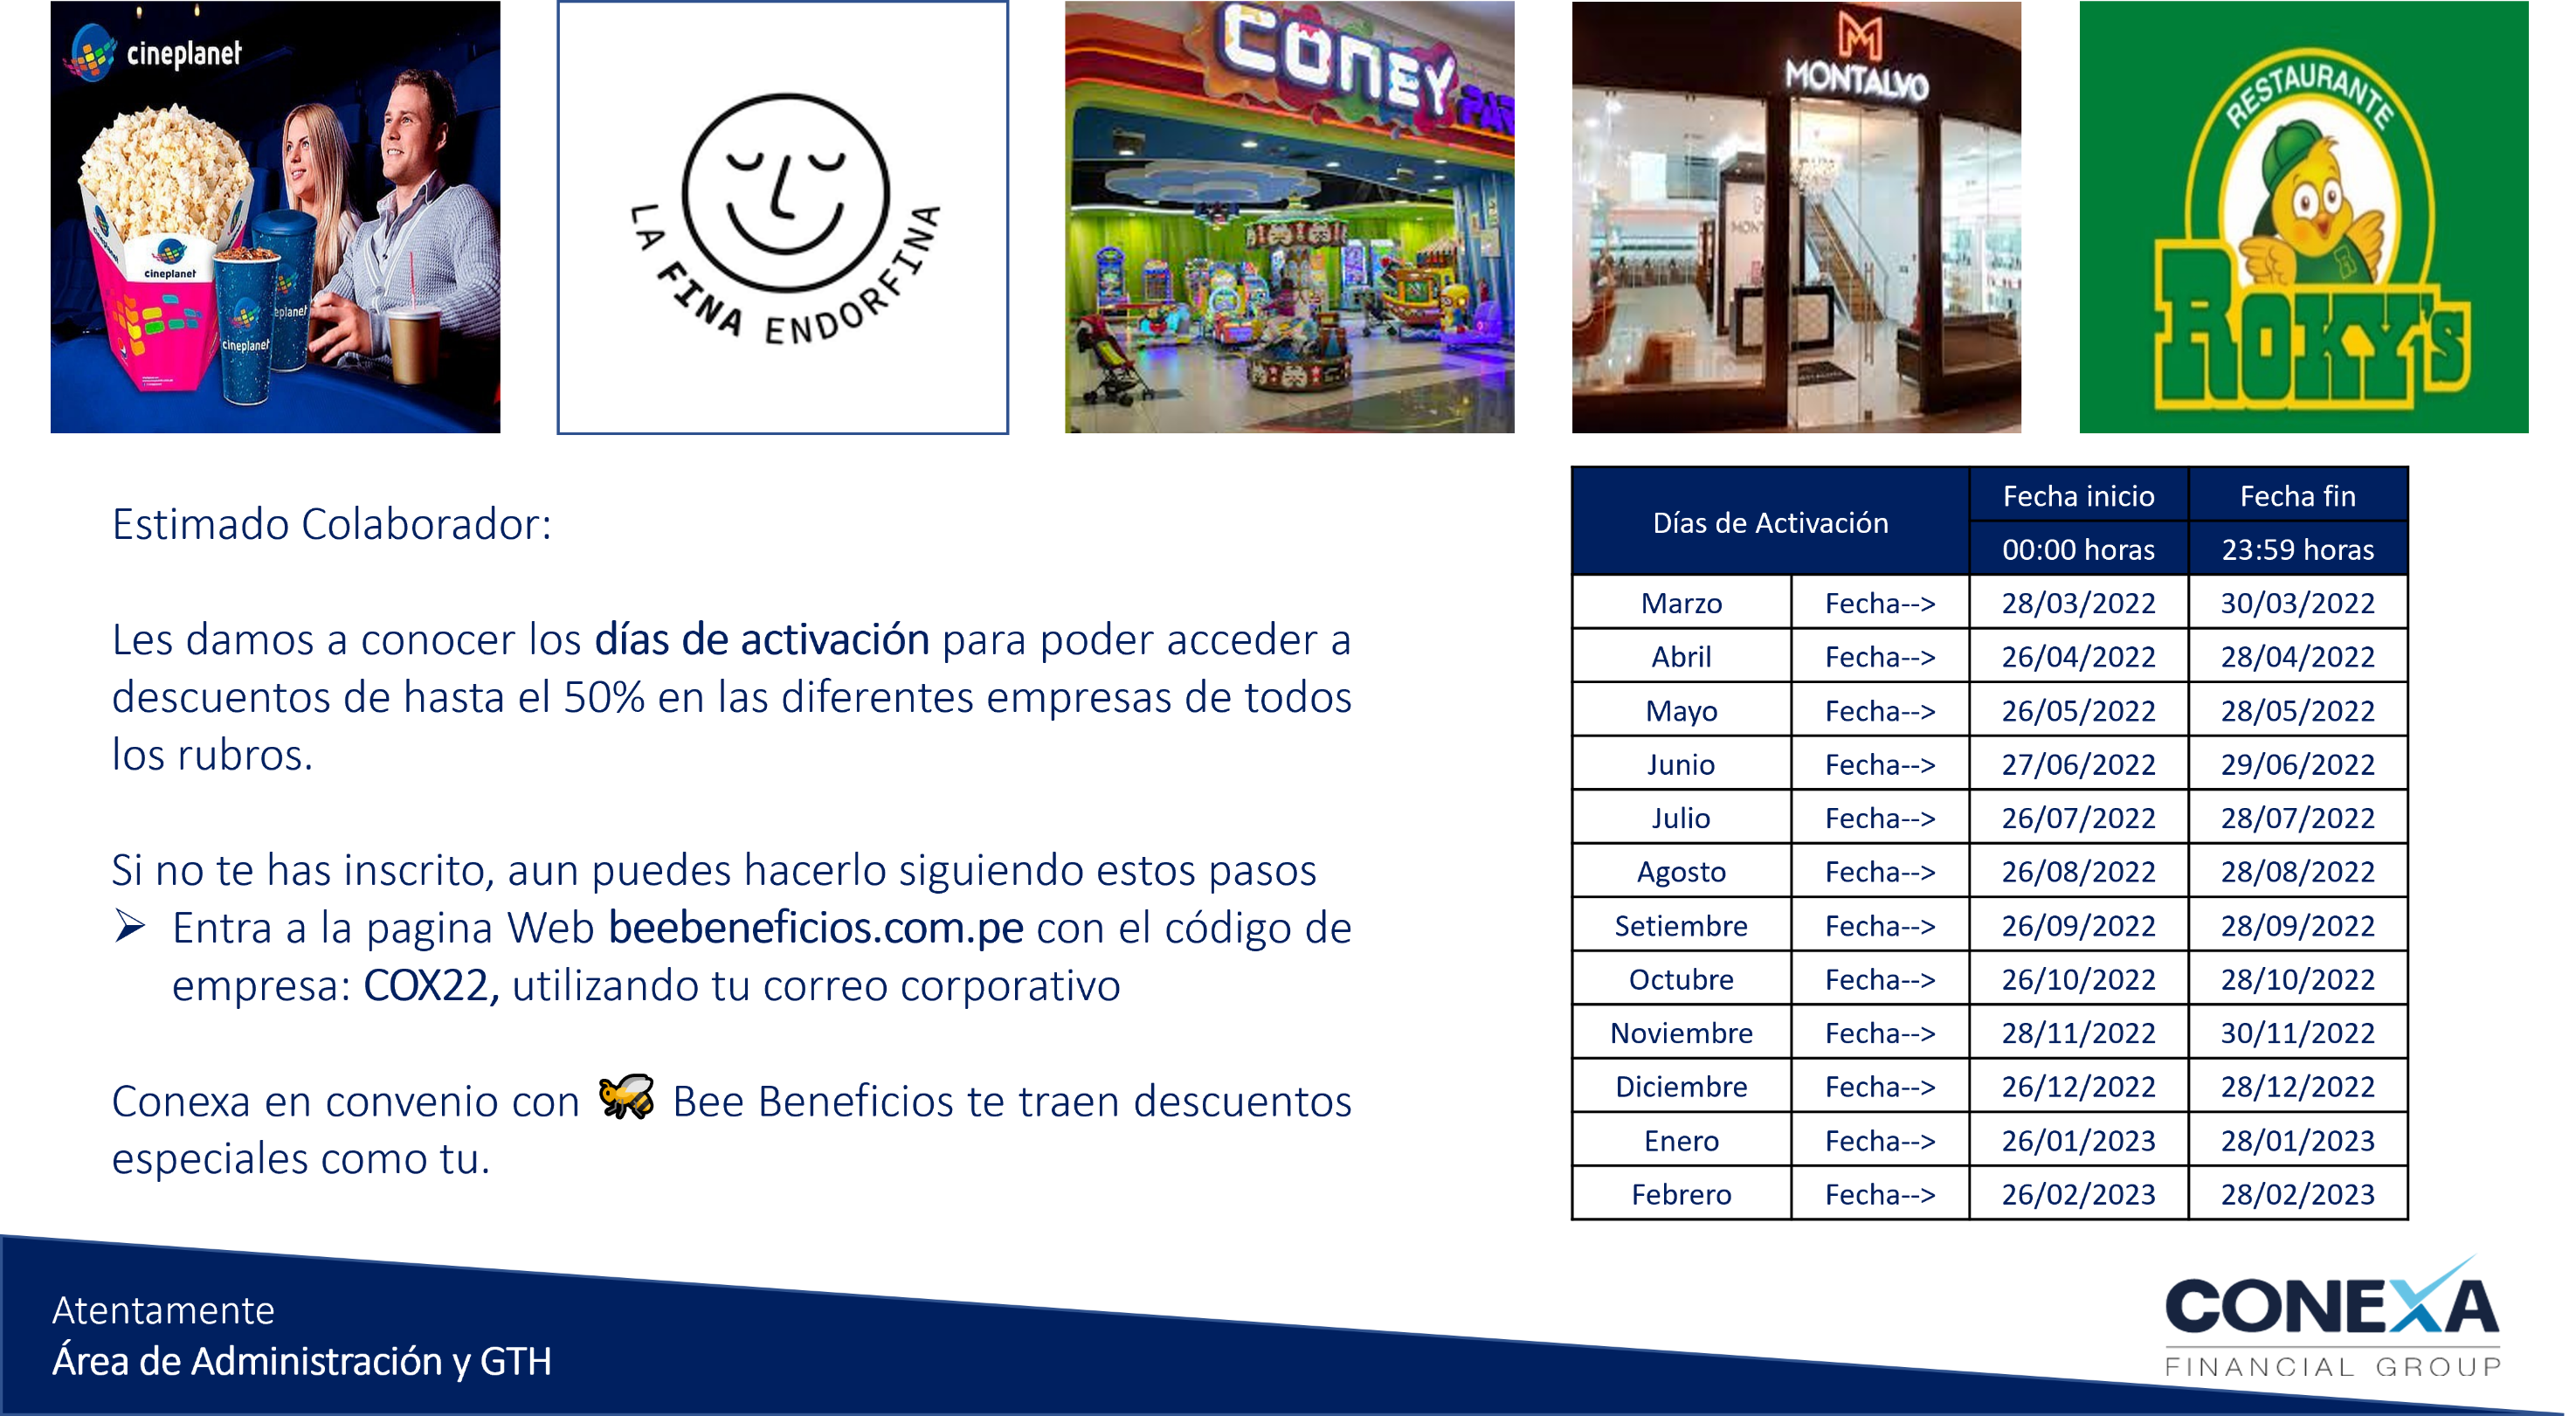 cineplanet
cineplanet
cineplanet
eplanet
LA FINA ENDORFINA
CONEY PAR
MONTALVO
MONT
RESTAURANTE
ROKY's
Estimado Colaborador:
Les damos a conocer los días de activación para poder acceder a
descuentos de hasta el 50% en las diferentes empresas de todos
los rubros.
Si no te has inscrito, aun puedes hacerlo siguiendo estos pasos
➢ Entra a la pagina Web beebeneficios.com.pe con el código de
empresa: COX22, utilizando tu correo corporativo
Conexa en convenio con 🐝 Bee Beneficios te traen descuentos
especiales como tu.
Días de Activación Fecha inicio Fecha fin
00:00 horas 23:59 horas
Marzo Fecha--> 28/03/2022 30/03/2022
Abril Fecha--> 26/04/2022 28/04/2022
Mayo Fecha--> 26/05/2022 28/05/2022
Junio Fecha--> 27/06/2022 29/06/2022
Julio Fecha--> 26/07/2022 28/07/2022
Agosto Fecha--> 26/08/2022 28/08/2022
Setiembre Fecha--> 26/09/2022 28/09/2022
Octubre Fecha--> 26/10/2022 28/10/2022
Noviembre Fecha--> 28/11/2022 30/11/2022
Diciembre Fecha--> 26/12/2022 28/12/2022
Enero Fecha--> 26/01/2023 28/01/2023
Febrero Fecha--> 26/02/2023 28/02/2023
Atentamente
Área de Administración y GTH
CONEXA
FINANCIAL GROUP